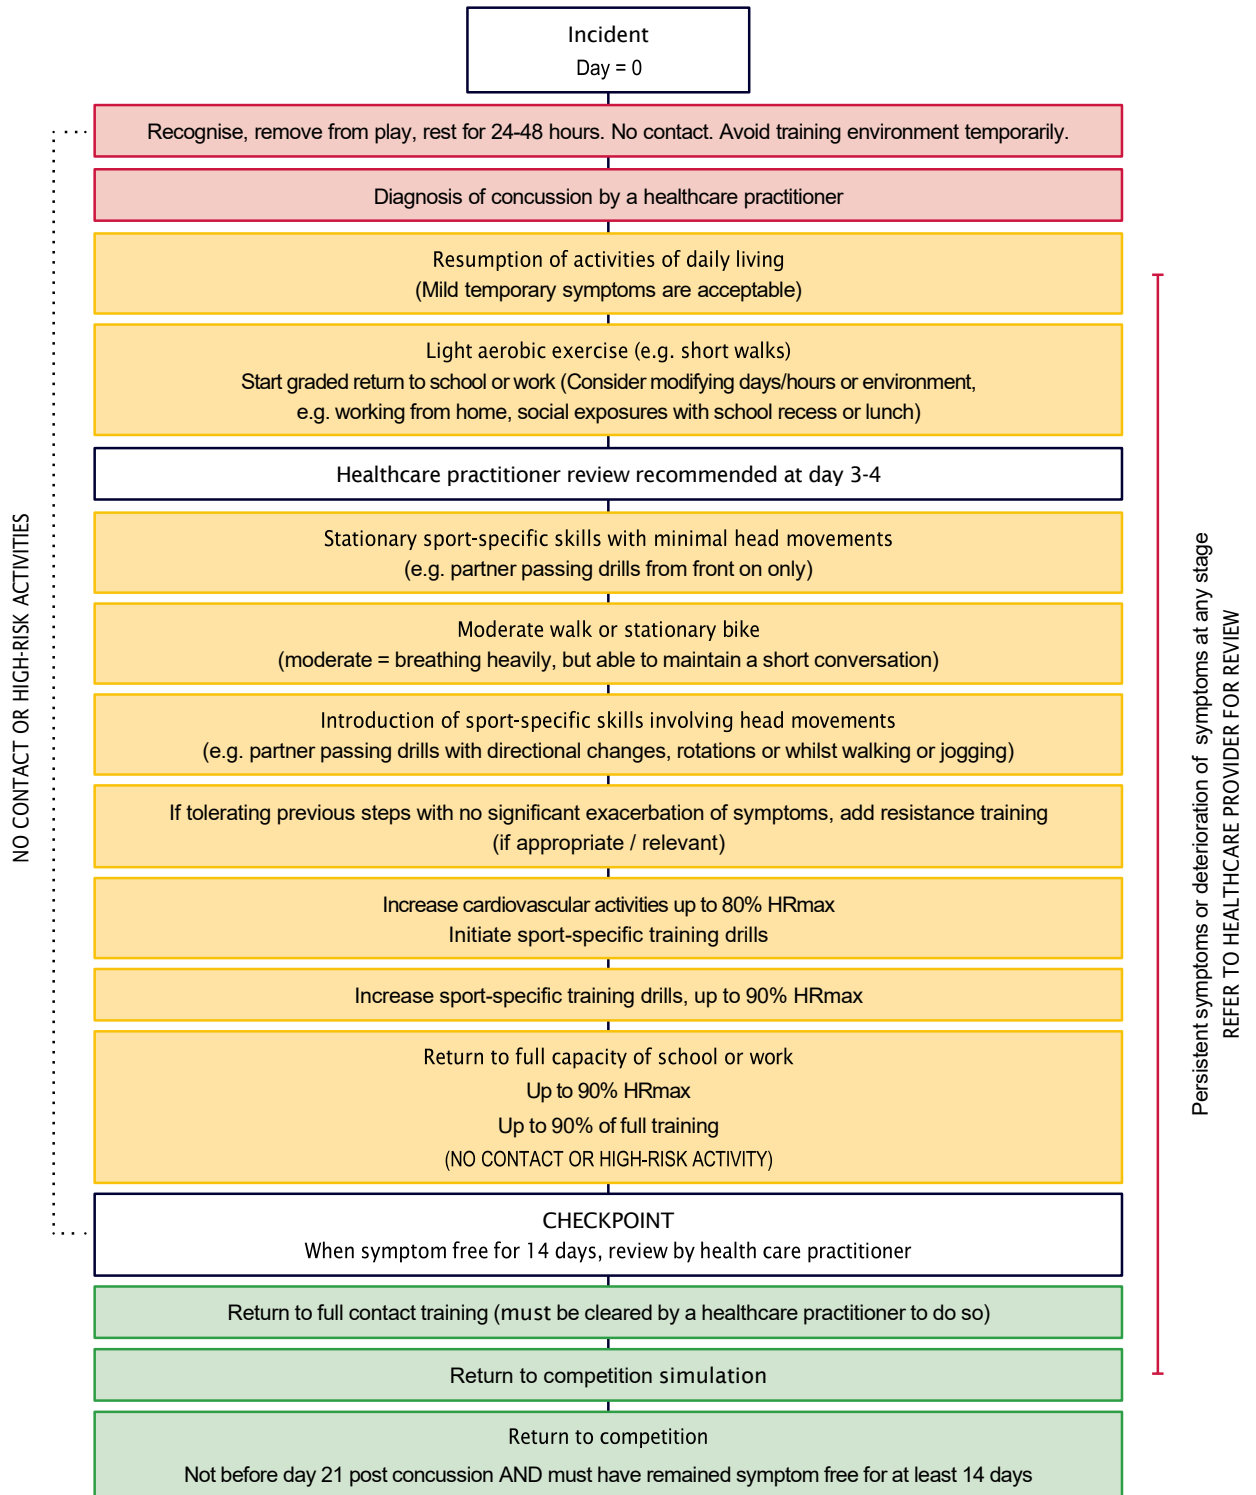 Incident
Day = 0
Recognise, remove from play, rest for 24-48 hours. No contact. Avoid training environment temporarily.
Diagnosis of concussion by a healthcare practitioner
Resumption of activities of daily living
(Mild temporary symptoms are acceptable)
Light aerobic exercise (e.g. short walks)
Start graded return to school or work (Consider modifying days/hours or environment,
e.g. working from home, social exposures with school recess or lunch)
Healthcare practitioner review recommended at day 3-4
Stationary sport-specific skills with minimal head movements
(e.g. partner passing drills from front on only)
Moderate walk or stationary bike
(moderate = breathing heavily, but able to maintain a short conversation)
Introduction of sport-specific skills involving head movements
(e.g. partner passing drills with directional changes, rotations or whilst walking or jogging)
If tolerating previous steps with no significant exacerbation of symptoms, add resistance training
(if appropriate / relevant)
Increase cardiovascular activities up to 80% HRmax
Initiate sport-specific training drills
Increase sport-specific training drills, up to 90% HRmax
Return to full capacity of school or work
Up to 90% HRmax
Up to 90% of full training
(NO CONTACT OR HIGH-RISK ACTIVITY)
CHECKPOINT
When symptom free for 14 days, review by health care practitioner
Return to full contact training (must be cleared by a healthcare practitioner to do so)
Return to competition simulation
Return to competition
Not before day 21 post concussion AND must have remained symptom free for at least 14 days
NO CONTACT OR HIGH-RISK ACTIVITIES
Persistent symptoms or deterioration of symptoms at any stage
REFER TO HEALTHCARE PROVIDER FOR REVIEW